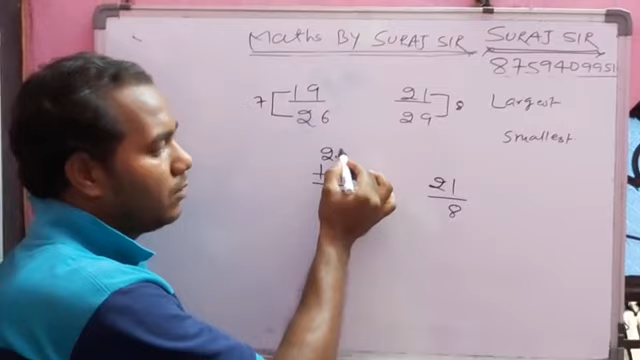 Maths By SURAJ SIR SURAJ SIR
8759409951
7 19 21 8 Largest
26 29
Smallest
21
8